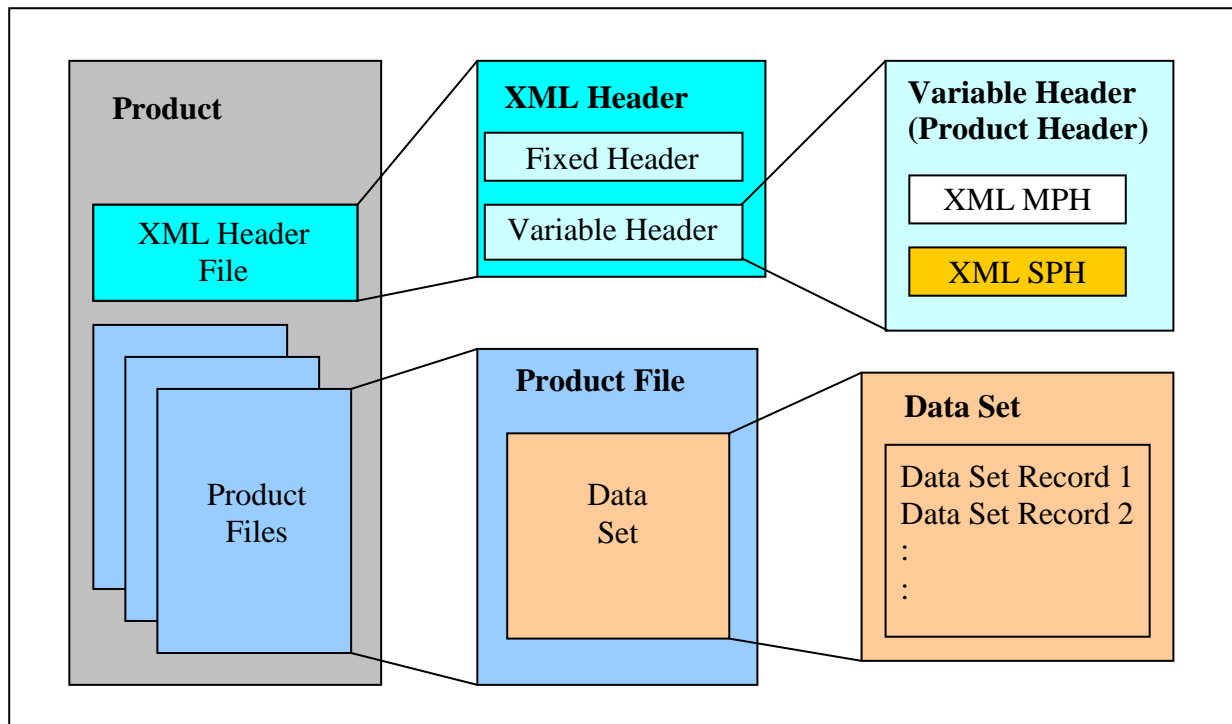 Product
XML Header
File
Product
Files
XML Header
Fixed Header
Variable Header
Variable Header
(Product Header)
XML MPH
XML SPH
Product File
Data
Set
Data Set
Data Set Record 1
Data Set Record 2
:
: